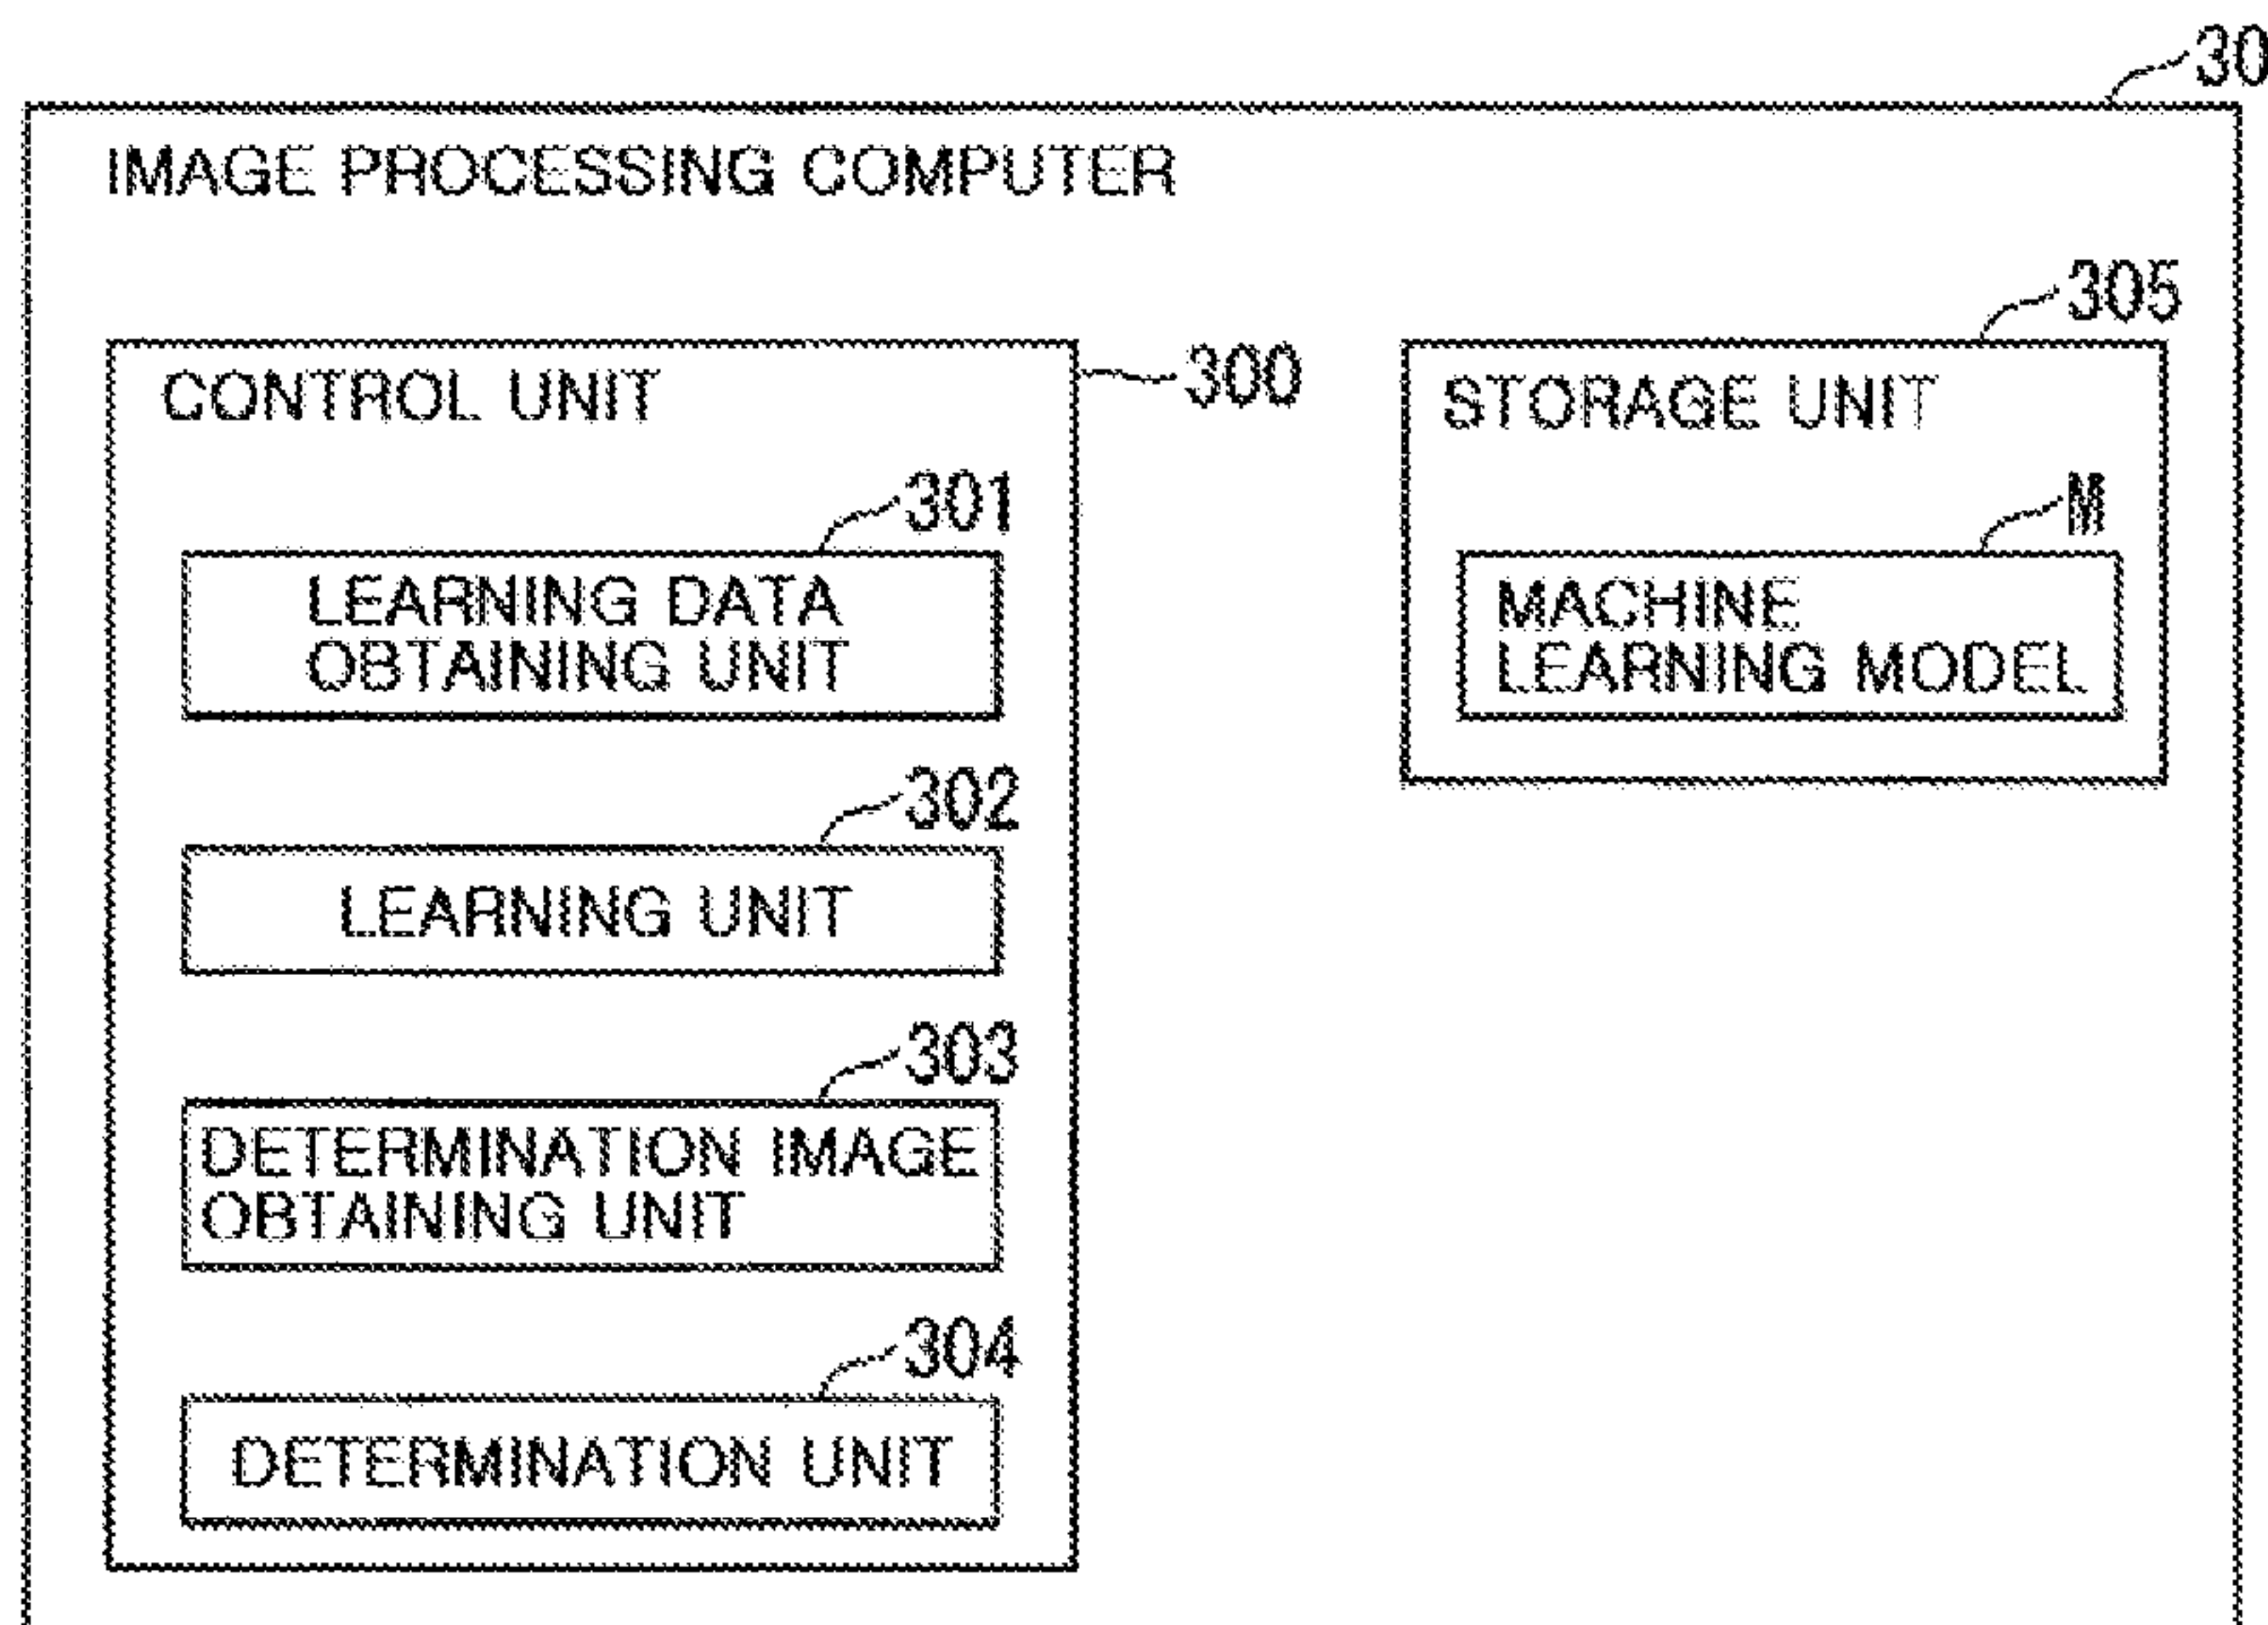 30
IMAGE PROCESSING COMPUTER
305
300
CONTROL UNIT
STORAGE UNIT
301
M
LEARNING DATA
OBTAINING UNIT
MACHINE
LEARNING MODEL
302
LEARNING UNIT
303
DETERMINATION IMAGE
OBTAINING UNIT
304
DETERMINATION UNIT